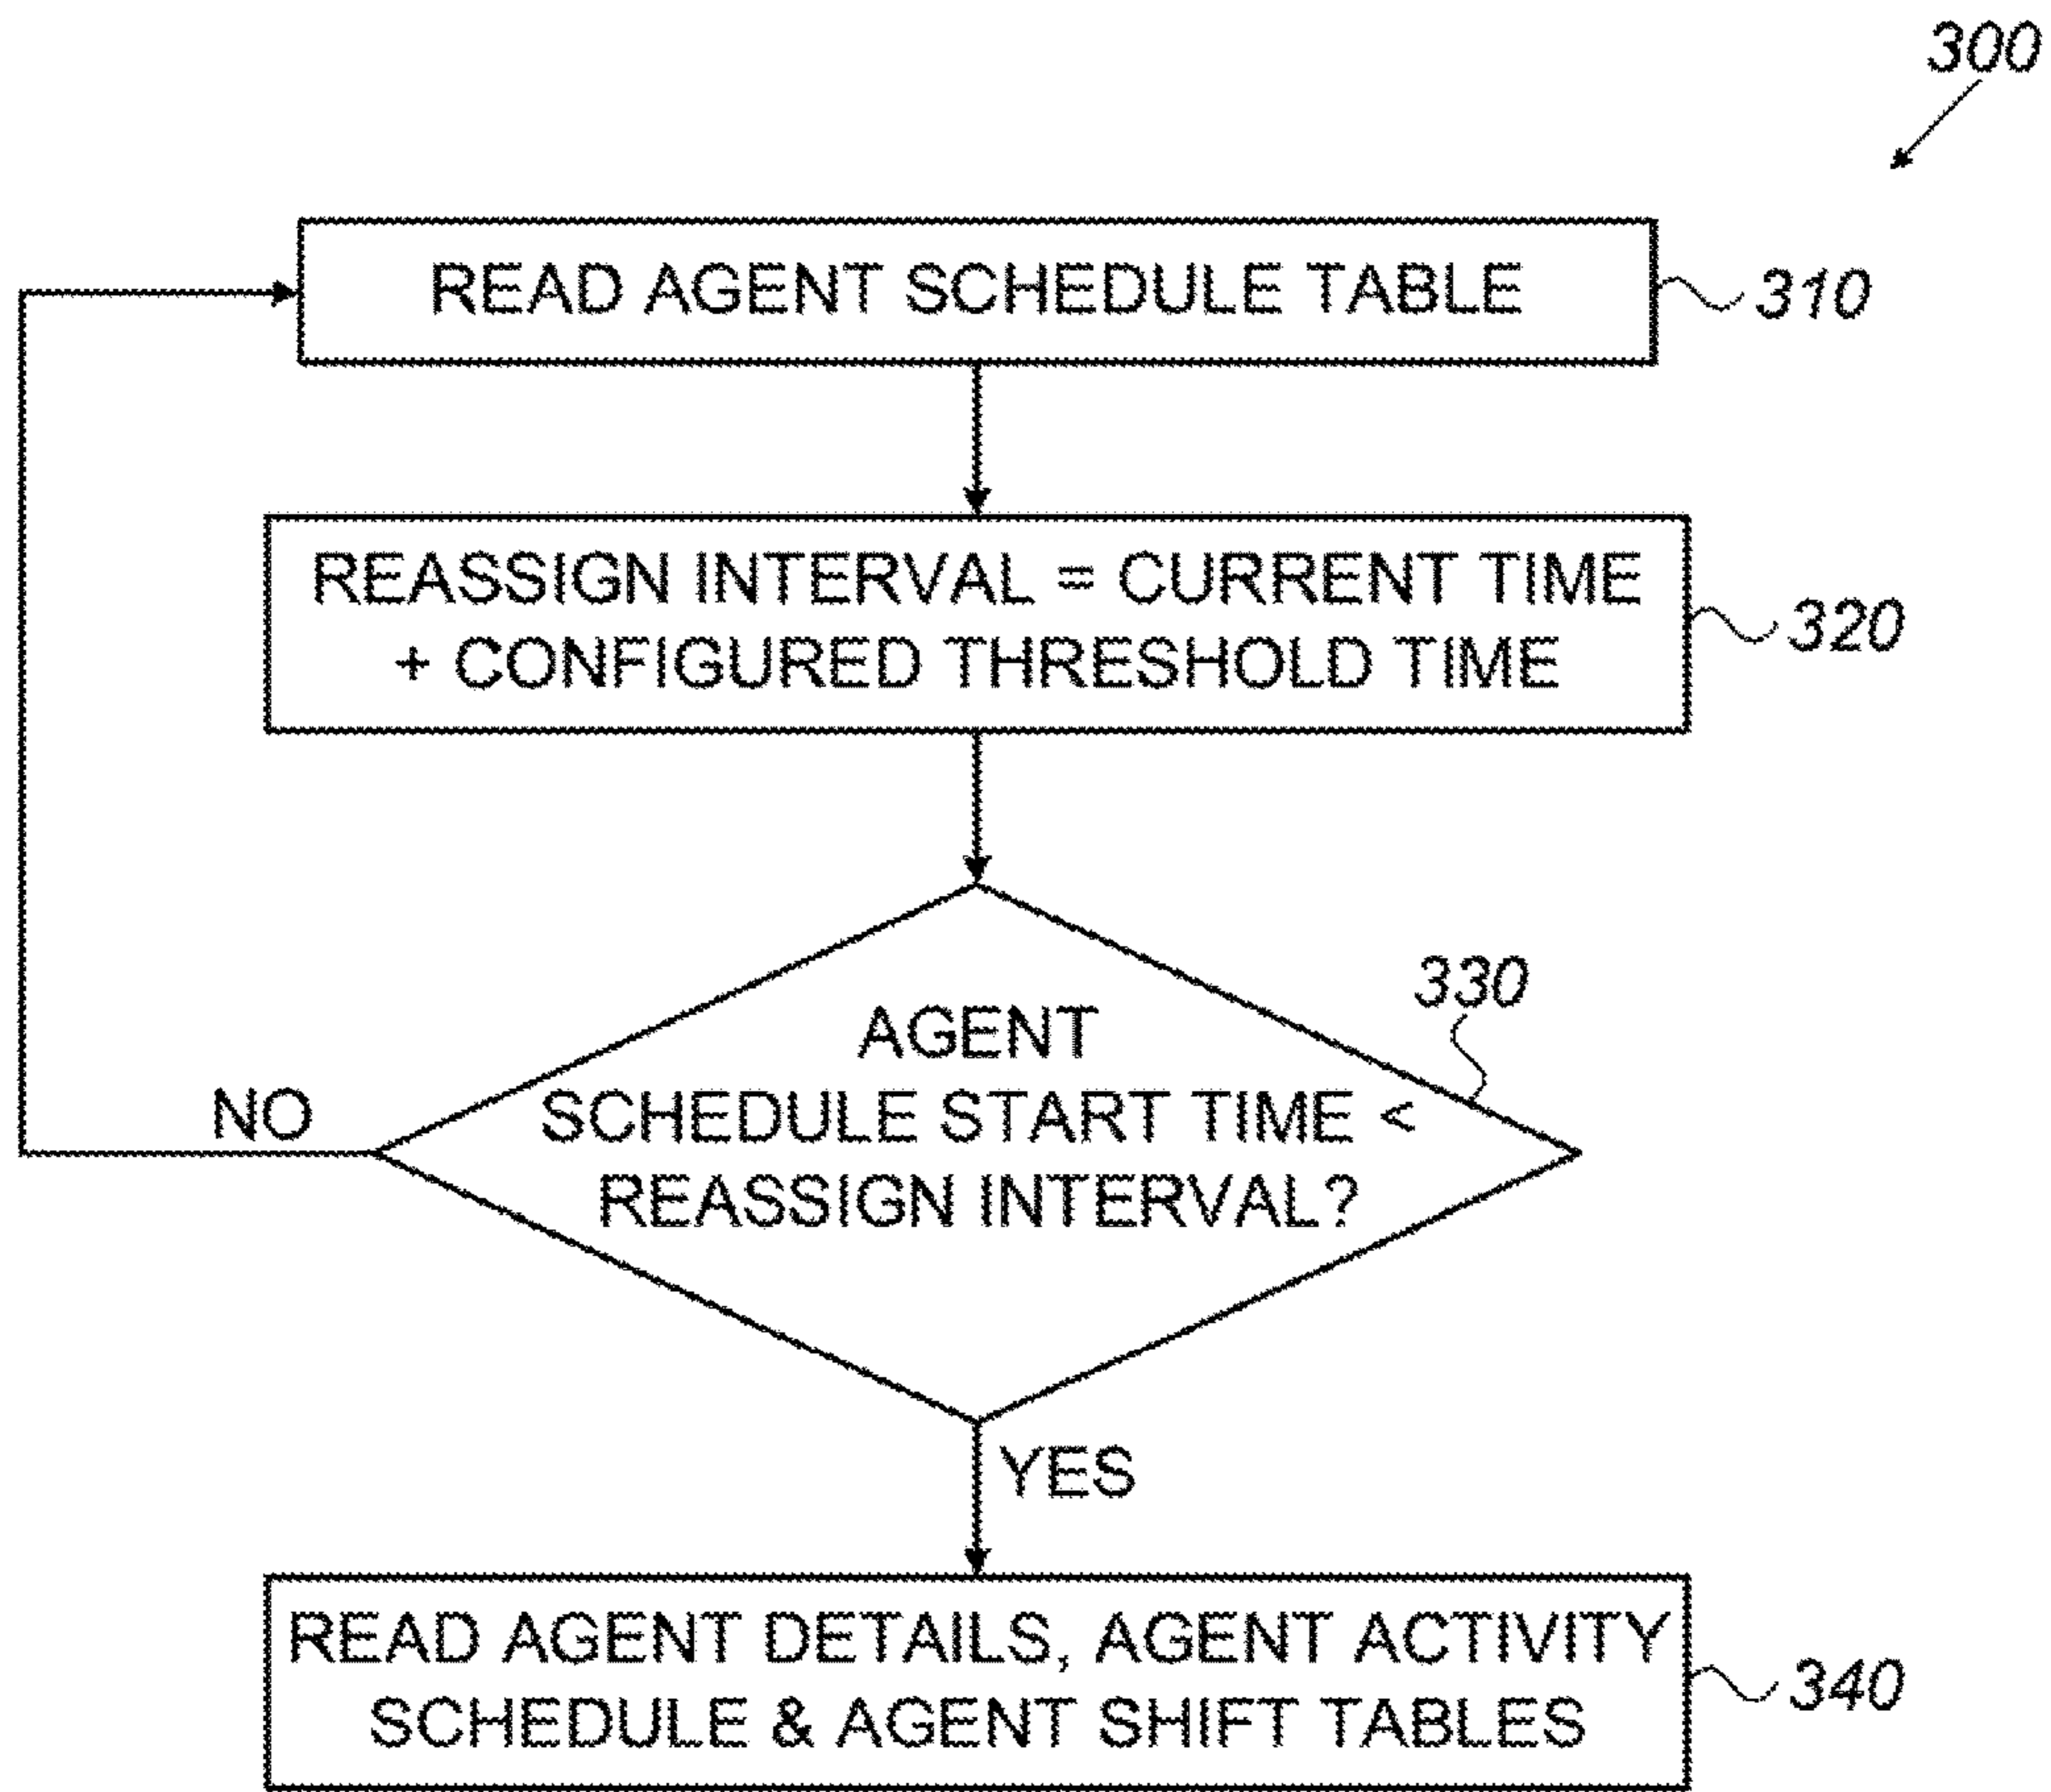 300
READ AGENT SCHEDULE TABLE
310
REASSIGN INTERVAL = CURRENT TIME
+ CONFIGURED THRESHOLD TIME
320
330
AGENT
SCHEDULE START TIME <
REASSIGN INTERVAL?
NO
YES
READ AGENT DETAILS, AGENT ACTIVITY
SCHEDULE & AGENT SHIFT TABLES
340